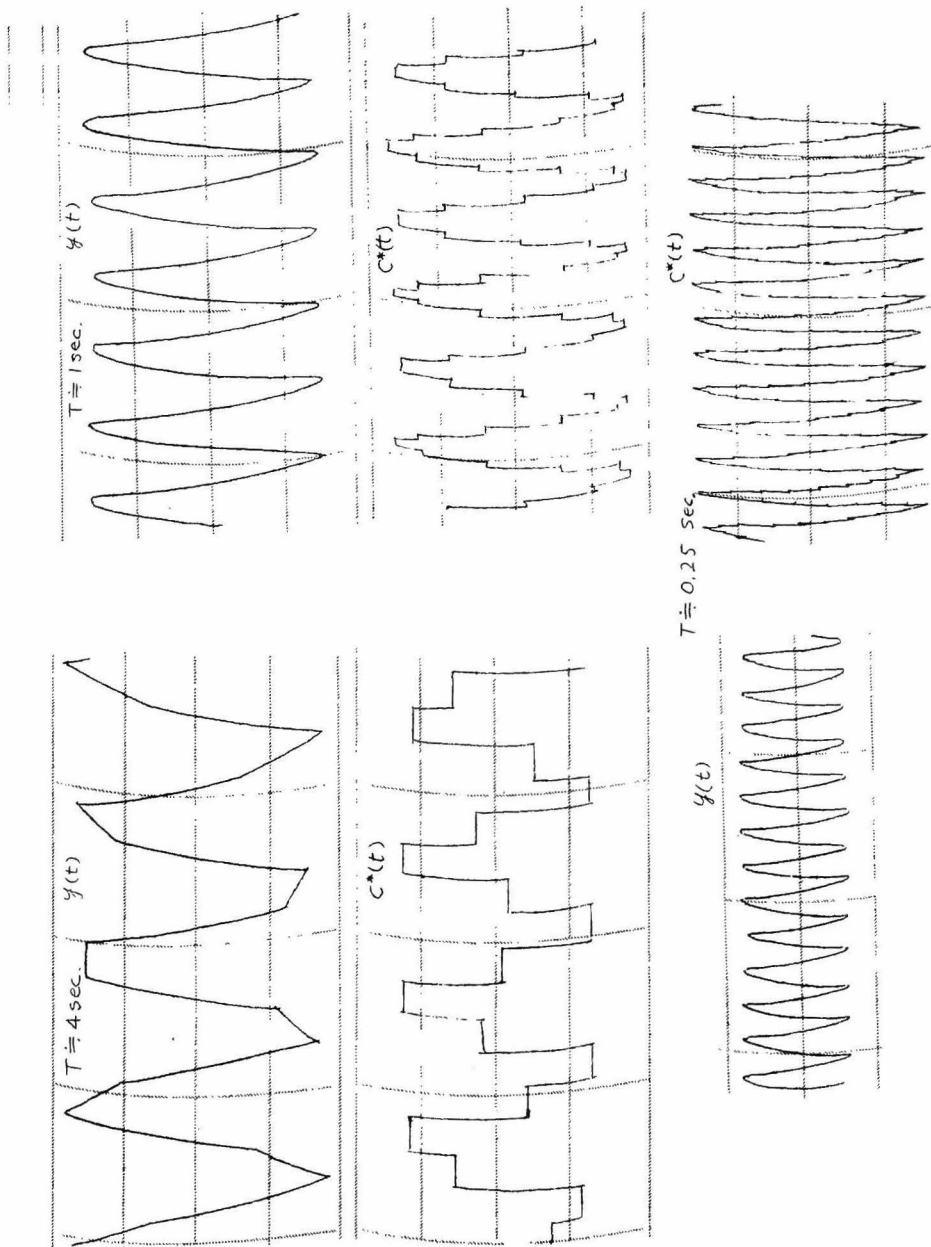 T ≒ 4 sec.
y(t)
C*(t)
T ≒ 1 sec.
y(t)
C*(t)
T ≒ 0.25 sec.
y(t)
C*(t)